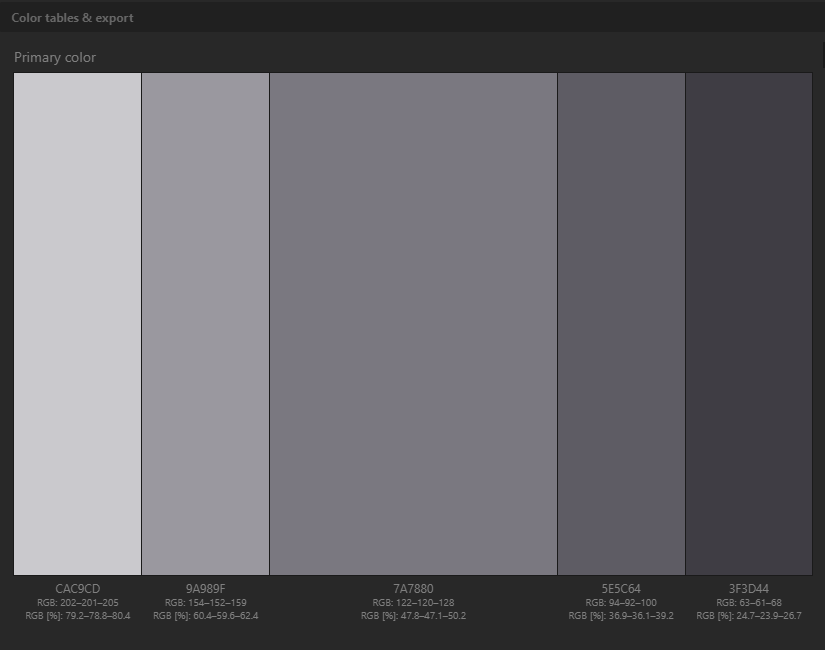 Color tables & export
Primary color
CAC9CD
RGB: 202–201–205
RGB [%]: 79.2–78.8–80.4
9A989F
RGB: 154–152–159
RGB [%]: 60.4–59.6–62.4
7A7880
RGB: 122–120–128
RGB [%]: 47.8–47.1–50.2
5E5C64
RGB: 94–92–100
RGB [%]: 36.9–36.1–39.2
3F3D44
RGB: 63–61–68
RGB [%]: 24.7–23.9–26.7